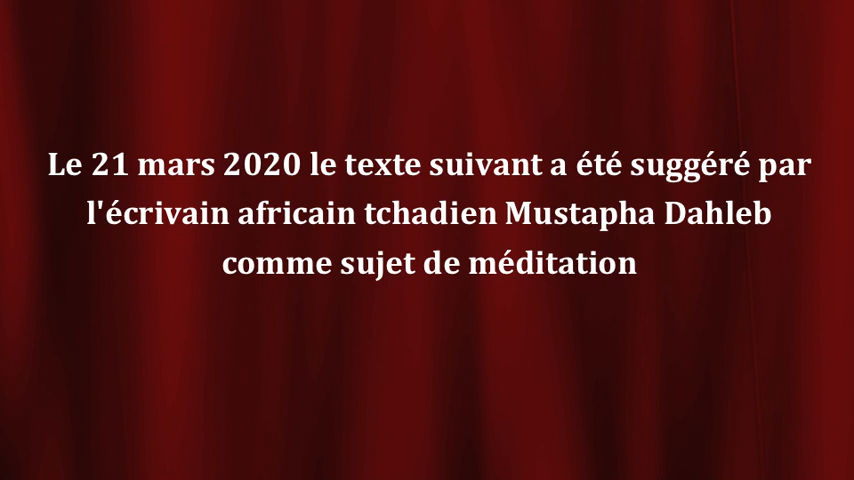 Le 21 mars 2020 le texte suivant a été suggéré par
l'écrivain africain tchadien Mustapha Dahleb
comme sujet de méditation